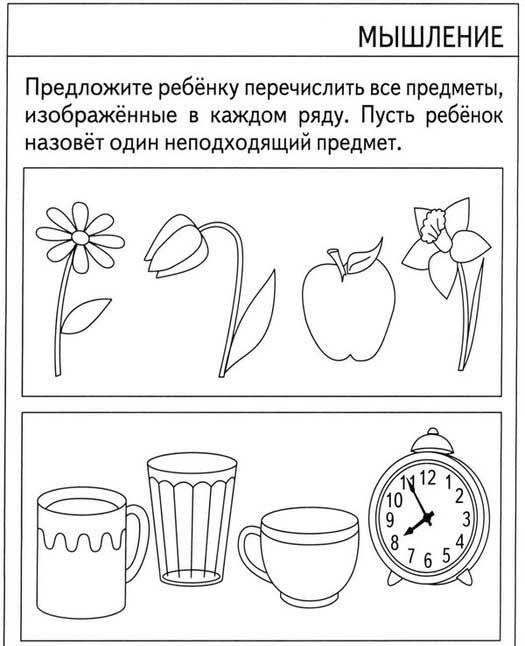 МЫШЛЕНИЕ
Предложите ребёнку перечислить все предметы,
изображённые в каждом ряду. Пусть ребёнок
назовёт один неподходящий предмет.
11 12 1
10 2
9 3
8 4
7 6 5